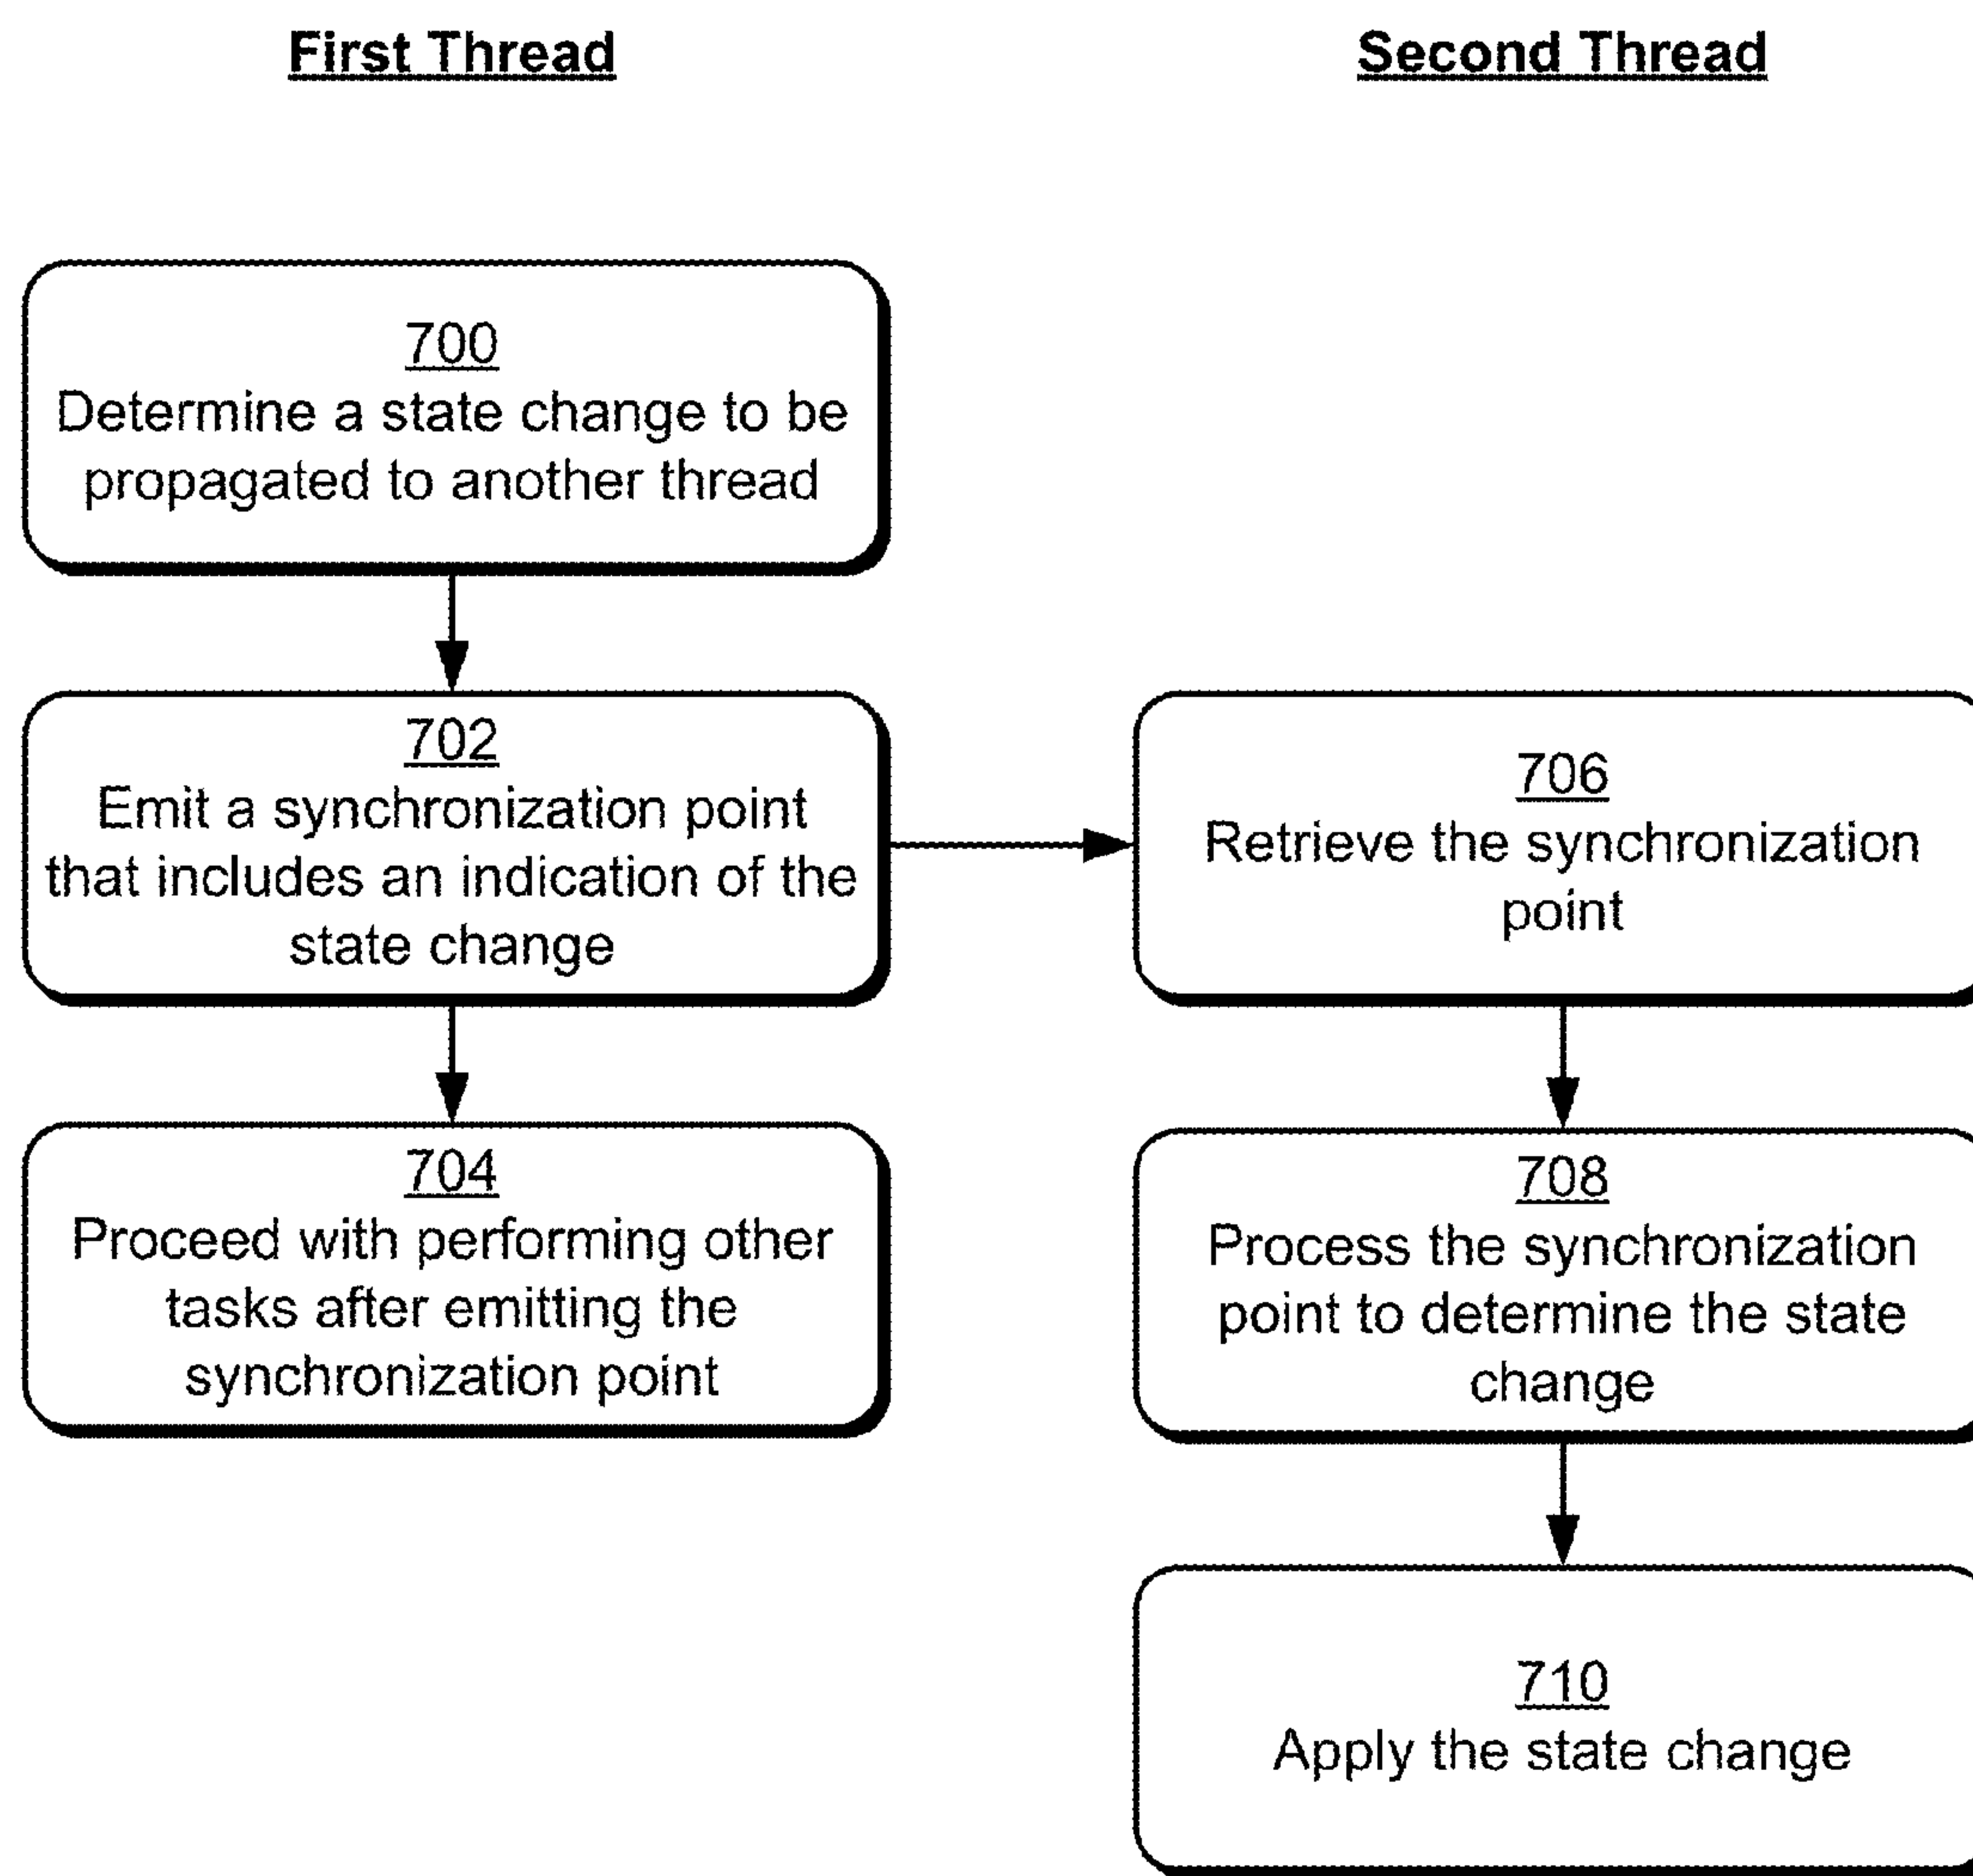 First Thread
Second Thread
700
Determine a state change to be
propagated to another thread
702
Emit a synchronization point
that includes an indication of the
state change
704
Proceed with performing other
tasks after emitting the
synchronization point
706
Retrieve the synchronization
point
708
Process the synchronization
point to determine the state
change
710
Apply the state change